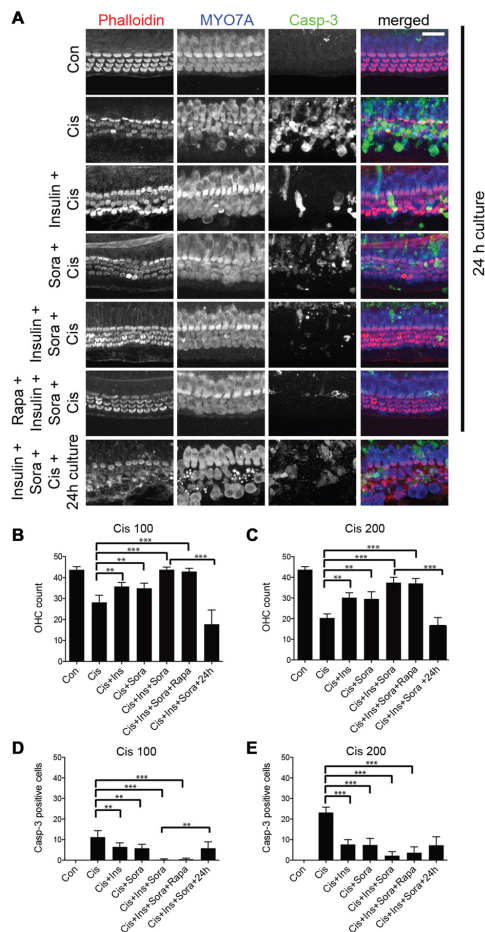 A
Phalloidin MYO7A Casp-3 merged
Con
Cis
Insulin +
Cis
Sora +
Cis
Insulin +
Sora +
Cis
Rapa +
Insulin +
Sora +
Cis
Insulin +
Sora +
Cis +
24h culture
24 h culture
B
Cis 100
OHC count
50
40
30
20
10
0
***
***
***
**
**
Con
Cis
Cis+Ins
Cis+Sora
Cis+Ins+Sora
Cis+Ins+Sora+Rapa
Cis+Ins+Sora+24h
C
Cis 200
OHC count
50
40
30
20
10
0
***
***
***
**
**
Con
Cis
Cis+Ins
Cis+Sora
Cis+Ins+Sora
Cis+Ins+Sora+Rapa
Cis+Ins+Sora+24h
D
Cis 100
Casp-3 positive cells
50
40
30
20
10
0
***
***
**
**
**
Con
Cis
Cis+Ins
Cis+Sora
Cis+Ins+Sora
Cis+Ins+Sora+Rapa
Cis+Ins+Sora+24h
E
Cis 200
Casp-3 positive cells
50
40
30
20
10
0
***
***
***
***
Con
Cis
Cis+Ins
Cis+Sora
Cis+Ins+Sora
Cis+Ins+Sora+Rapa
Cis+Ins+Sora+24h